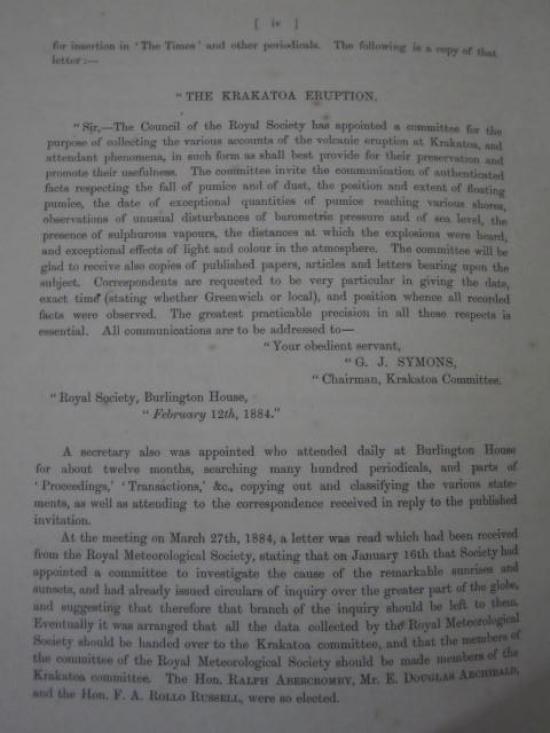 [ iv ]
for insertion in 'The Times' and other periodicals. The following is a copy of that
letter :—
"THE KRAKATOA ERUPTION.
"Sir,—The Council of the Royal Society has appointed a committee for the
purpose of collecting the various accounts of the volcanic eruption at Krakatoa, and
attendant phenomena, in such form as shall best provide for their preservation and
promote their usefulness. The committee invite the communication of authenticated
facts respecting the fall of pumice and of dust, the position and extent of floating
pumice, the date of exceptional quantities of pumice reaching various shores,
observations of unusual disturbances of barometric pressure and of sea level, the
presence of sulphurous vapours, the distances at which the explosions were heard,
and exceptional effects of light and colour in the atmosphere. The committee will be
glad to receive also copies of published papers, articles and letters bearing upon the
subject. Correspondents are requested to be very particular in giving the date,
exact time (stating whether Greenwich or local), and position whence all recorded
facts were observed. The greatest practicable precision in all these respects is
essential. All communications are to be addressed to—
"Your obedient servant,
"G. J. SYMONS,
"Chairman, Krakatoa Committee.
"Royal Society, Burlington House,
"February 12th, 1884."
A secretary also was appointed who attended daily at Burlington House
for about twelve months, searching many hundred periodicals, and parts of
'Proceedings,' 'Transactions,' &c., copying out and classifying the various state-
ments, as well as attending to the correspondence received in reply to the published
invitation.
At the meeting on March 27th, 1884, a letter was read which had been received
from the Royal Meteorological Society, stating that on January 16th that Society had
appointed a committee to investigate the cause of the remarkable sunrises and
sunsets, and had already issued circulars of inquiry over the greater part of the globe,
and suggesting that therefore that branch of the inquiry should be left to them.
Eventually it was arranged that all the data collected by the Royal Meteorological
Society should be handed over to the Krakatoa committee, and that the members of
the committee of the Royal Meteorological Society should be made members of the
Krakatoa committee. The Hon. RALPH ABERCROMBY, Mr. E. DOUGLAS ARCHIBALD,
and the Hon. F. A. ROLLO RUSSELL, were so elected.